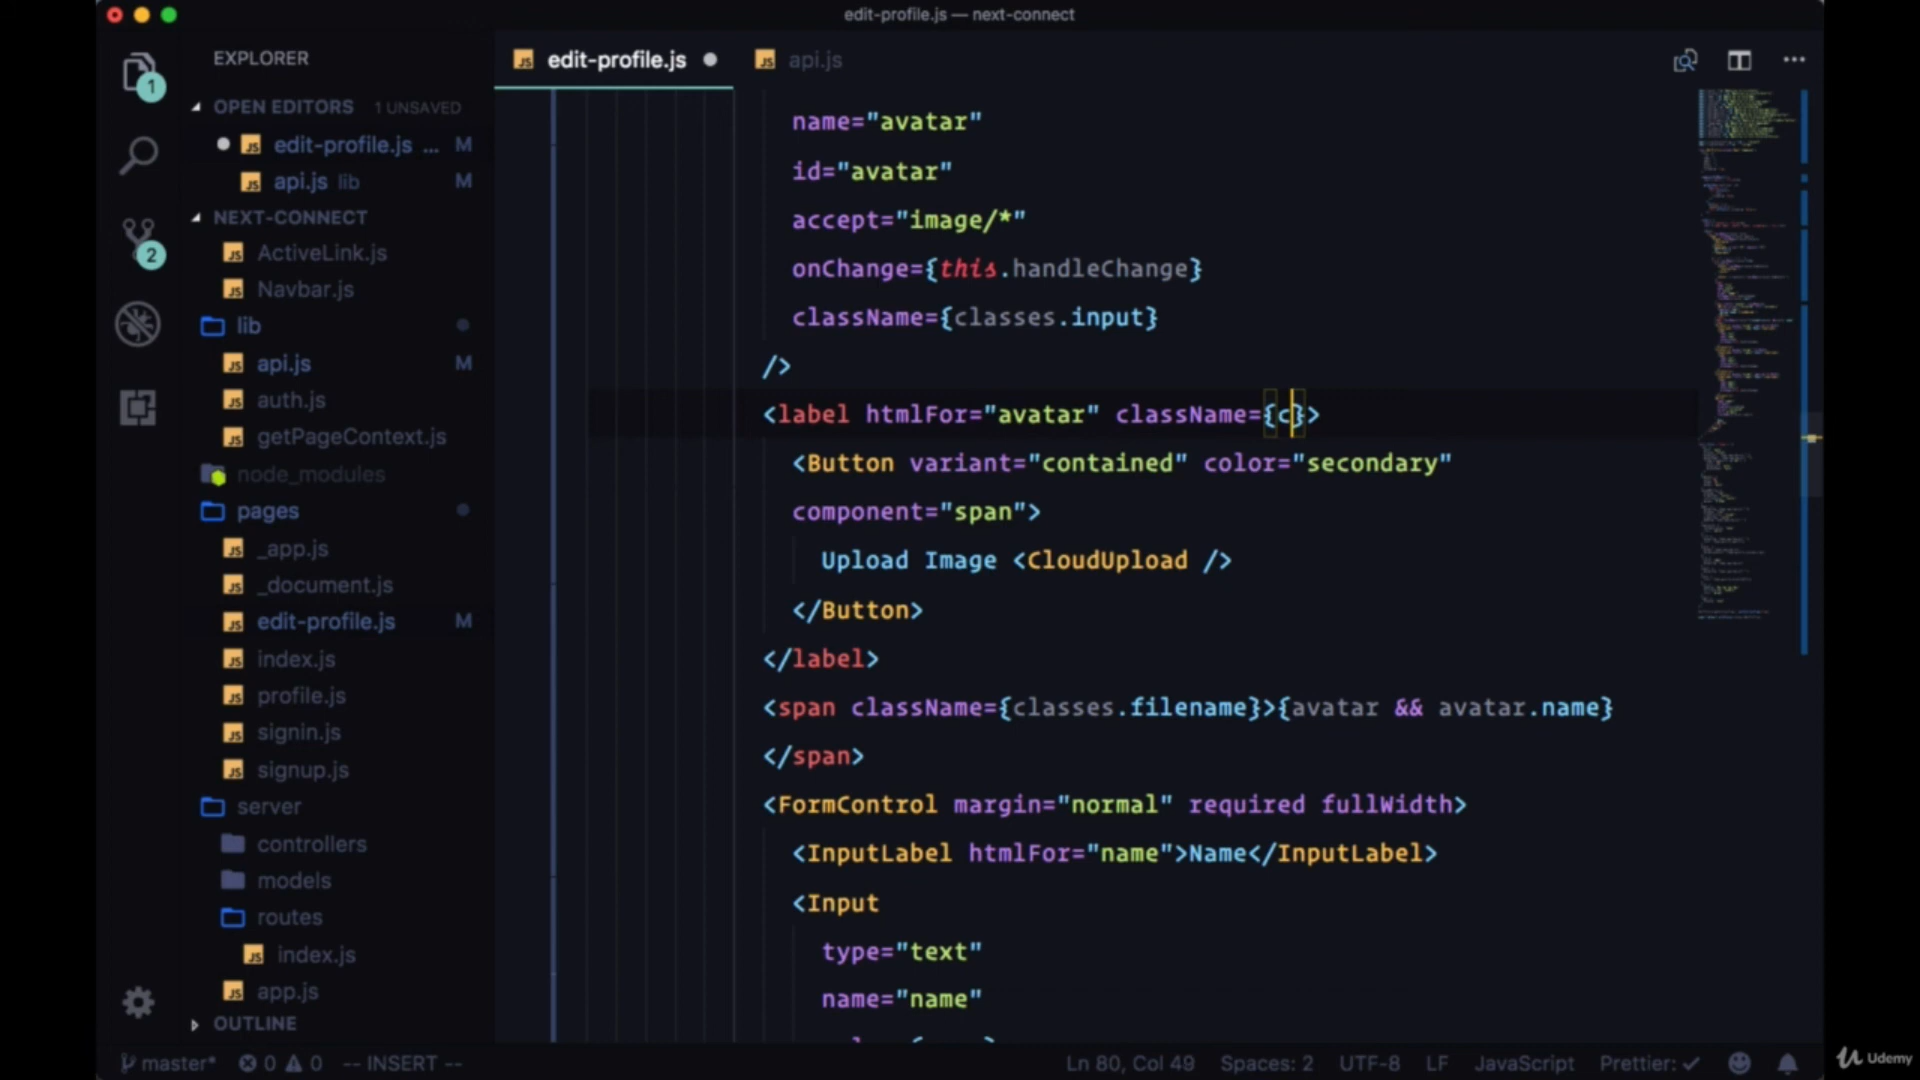 edit-profile.js — next-connect
EXPLORER
OPEN EDITORS 1 UNSAVED
edit-profile.js ... M
api.js lib M
NEXT-CONNECT
ActiveLink.js
Navbar.js
lib
api.js M
auth.js
getPageContext.js
node_modules
pages
_app.js
_document.js
edit-profile.js M
index.js
profile.js
signin.js
signup.js
server
controllers
models
routes
index.js
app.js
OUTLINE
1
2
edit-profile.js
api.js
name="avatar"
id="avatar"
accept="image/*"
onChange={this.handleChange}
className={classes.input}
/>
<label htmlFor="avatar" className={c}>
<Button variant="contained" color="secondary"
component="span">
Upload Image <CloudUpload />
</Button>
</label>
<span className={classes.filename}>{avatar && avatar.name}
</span>
<FormControl margin="normal" required fullWidth>
<InputLabel htmlFor="name">Name</InputLabel>
<Input
type="text"
name="name"
master* 0 0 -- INSERT --
Ln 80, Col 49 Spaces: 2 UTF-8 LF JavaScript Prettier: ✓
Udemy